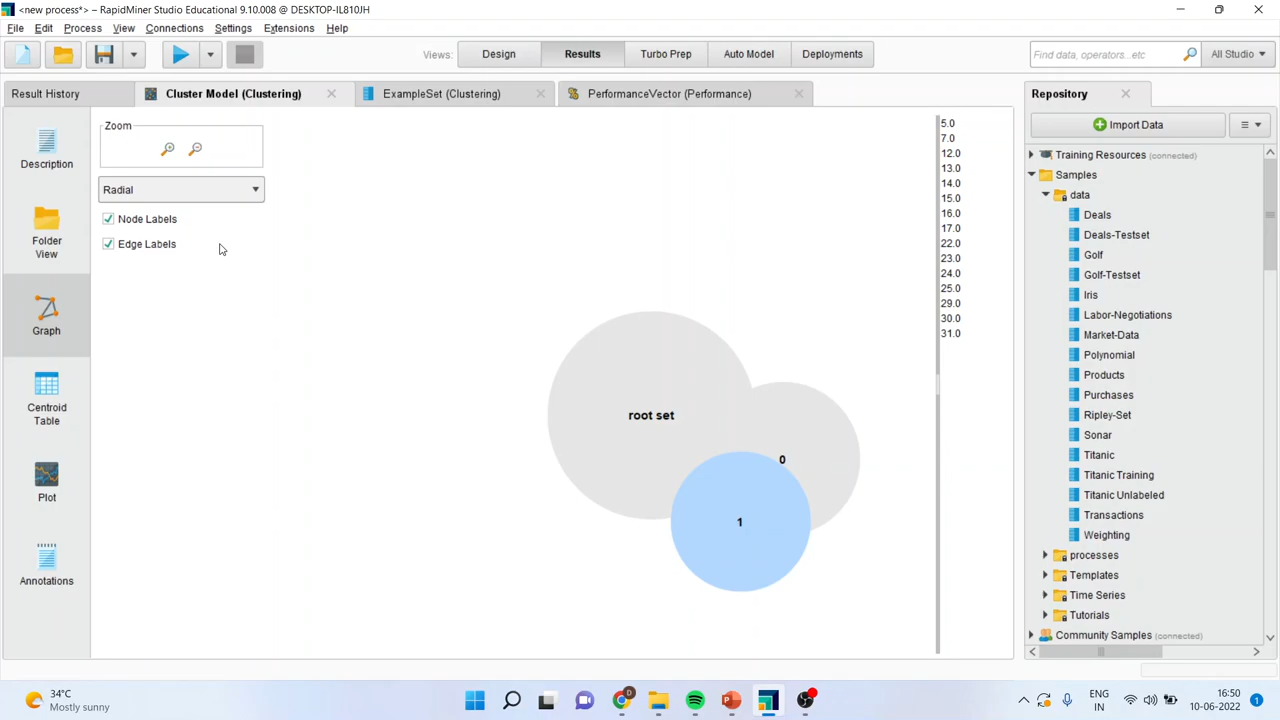 <new process*> – RapidMiner Studio Educational 9.10.008 @ DESKTOP-IL810JH
File Edit Process View Connections Settings Extensions Help
Views: Design Results Turbo Prep Auto Model Deployments Find data, operators...etc All Studio
Result History Cluster Model (Clustering) ExampleSet (Clustering) PerformanceVector (Performance)
Description
Folder
View
Graph
Centroid
Table
Plot
Annotations
Zoom
Radial
Node Labels
Edge Labels
root set
0
1
5.0
7.0
12.0
13.0
14.0
15.0
16.0
17.0
22.0
23.0
24.0
25.0
29.0
30.0
31.0
Repository
Import Data
Training Resources (connected)
Samples
data
Deals
Deals-Testset
Golf
Golf-Testset
Iris
Labor-Negotiations
Market-Data
Polynomial
Products
Purchases
Ripley-Set
Sonar
Titanic
Titanic Training
Titanic Unlabeled
Transactions
Weighting
processes
Templates
Time Series
Tutorials
Community Samples (connected)
34°C
Mostly sunny
D
ENG
IN
16:50
10-06-2022
1